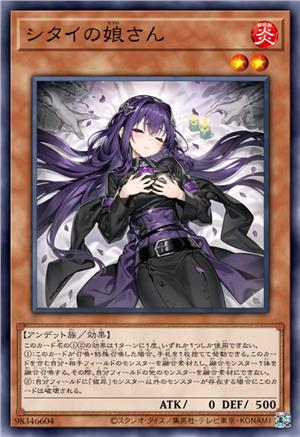 シタイの娘さん
炎
【アンデット族／効果】
このカード名の①②の効果は1ターンに1度、いずれか1つしか使用できない。
①:このカードが召喚・特殊召喚した場合、手札を1枚捨てて発動できる。このカー
ドを含む自分・相手フィールドのモンスターを融合素材とし、融合モンスター1体を
融合召喚する。その際、自分フィールドの他のモンスターを融合素材にできない。
②:自分フィールドに「彼岸」モンスター以外のモンスターが存在する場合にこのカー
ドは破壊される。
ATK/ 0 DEF/ 500
98346604 ©スタジオ・ダイス/集英社・テレビ東京・KONAMI